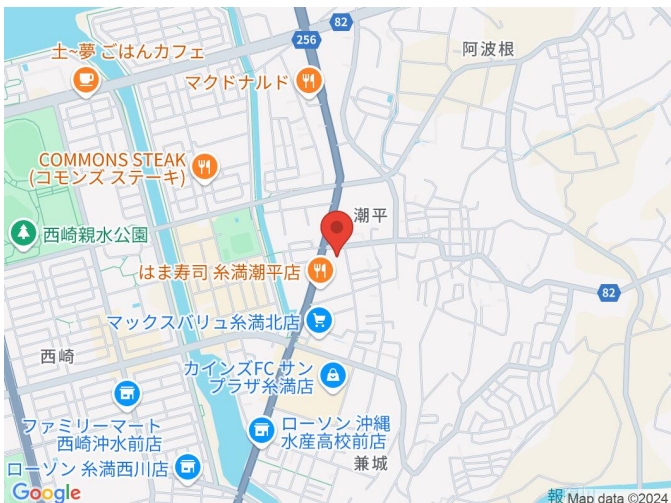 82
256
阿波根
土~夢 ごはんカフェ
マクドナルド
COMMONS STEAK
(コモンズ ステーキ)
潮平
西崎親水公園
はま寿司 糸満潮平店
82
マックスバリュ糸満北店
西崎
カインズFC サン
プラザ糸満店
ファミリーマート
西崎沖水前店
ローソン 沖縄
水産高校前店
ローソン 糸満西川店
兼城
Google
Map data ©2024